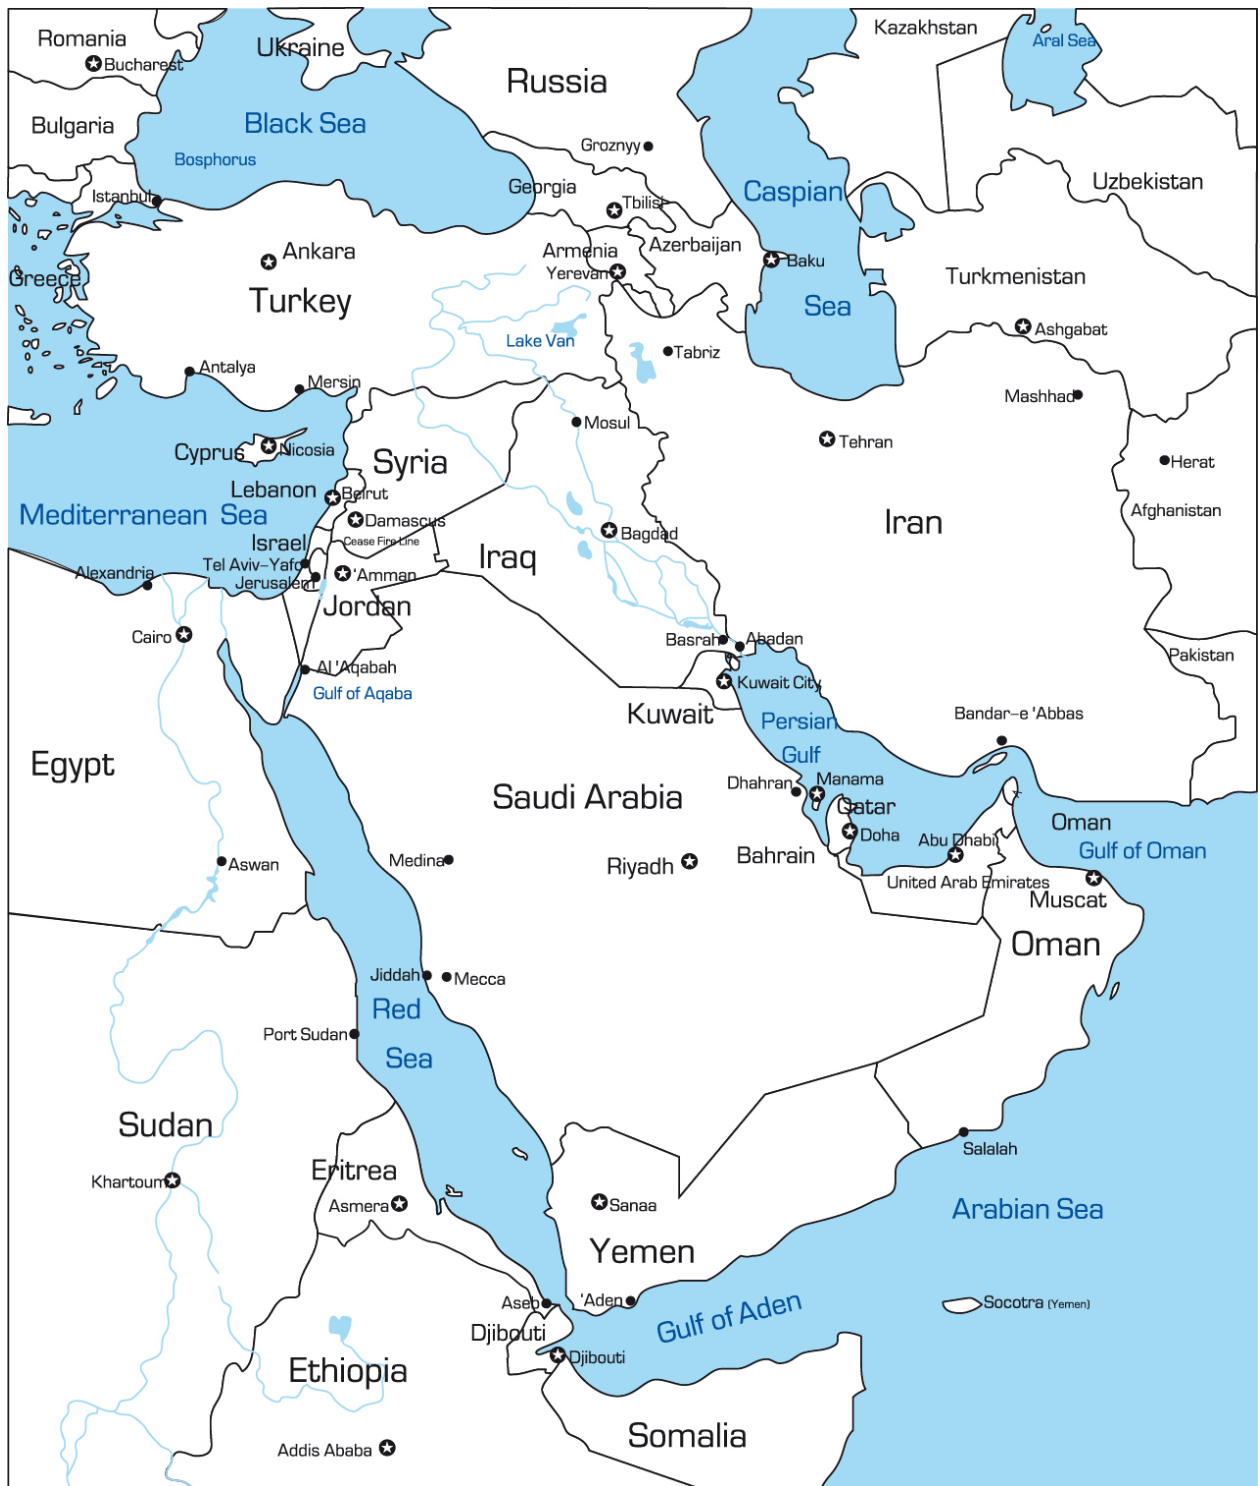 Romania
Bucharest
Ukraine
Russia
Kazakhstan
Aral Sea
Bulgaria
Black Sea
Bosphorus
Groznyy
Georgia
Tbilisi
Caspian
Sea
Uzbekistan
Istanbul
Ankara
Turkey
Greece
Armenia
Yerevan
Azerbaijan
Baku
Turkmenistan
Ashgabat
Lake Van
Tabriz
Antalya
Mersin
Mashhad
Mosul
Tehran
Cyprus
Nicosia
Syria
Herat
Lebanon
Beirut
Mediterranean Sea
Damascus
Cease Fire Line
Bagdad
Iran
Afghanistan
Israel
Iraq
Tel Aviv–Yafo
Jerusalem
'Amman
Jordan
Alexandria
Cairo
Basrah
Abadan
Pakistan
Al 'Aqabah
Gulf of Aqaba
Kuwait City
Kuwait
Persian
Gulf
Bandar–e 'Abbas
Egypt
Saudi Arabia
Dhahran
Manama
Qatar
Doha
Bahrain
Abu Dhabi
Oman
Gulf of Oman
Aswan
Medina
Riyadh
United Arab Emirates
Muscat
Oman
Jiddah
Mecca
Red
Sea
Port Sudan
Sudan
Khartoum
Eritrea
Asmera
Salalah
Sanaa
Yemen
Arabian Sea
Aseb
'Aden
Socotra (Yemen)
Gulf of Aden
Djibouti
Djibouti
Ethiopia
Addis Ababa
Somalia